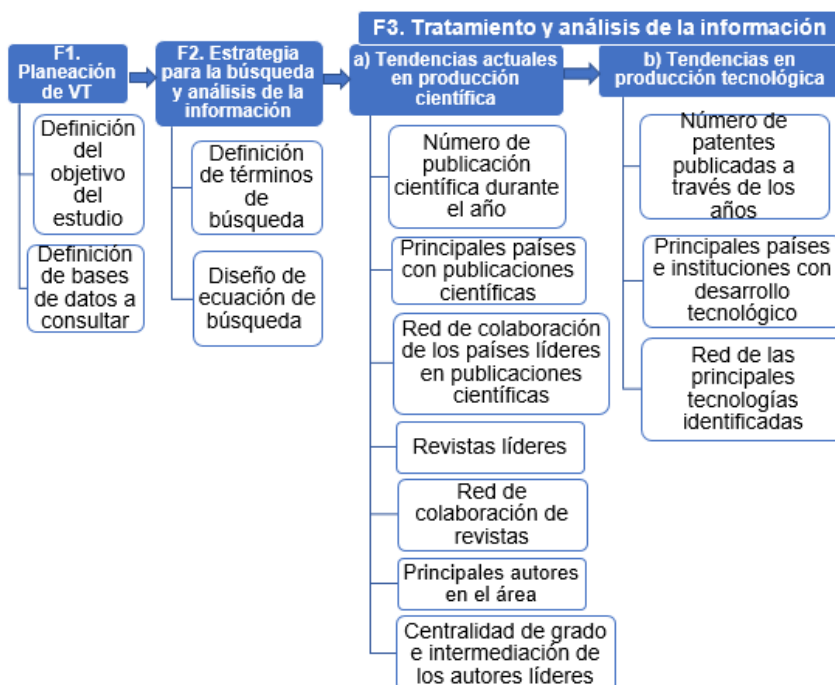 F3. Tratamiento y análisis de la información
F1.
Planeación
de VT
Definición
del
objetivo
del
estudio
Definición
de bases
de datos a
consultar
F2. Estrategia
para la búsqueda
y análisis de la
información
Definición
de términos
de
búsqueda
Diseño de
ecuación de
búsqueda
a) Tendencias actuales
en producción
científica
Número de
publicación
científica durante
el año
Principales países
con publicaciones
científicas
Red de colaboración
de los países líderes
en publicaciones
científicas
Revistas líderes
Red de
colaboración de
revistas
Principales autores
en el área
Centralidad de grado
e intermediación de
los autores líderes
b) Tendencias en
producción tecnológica
Número de
patentes
publicadas a
través de los
años
Principales países
e instituciones con
desarrollo
tecnológico
Red de las
principales
tecnologías
identificadas